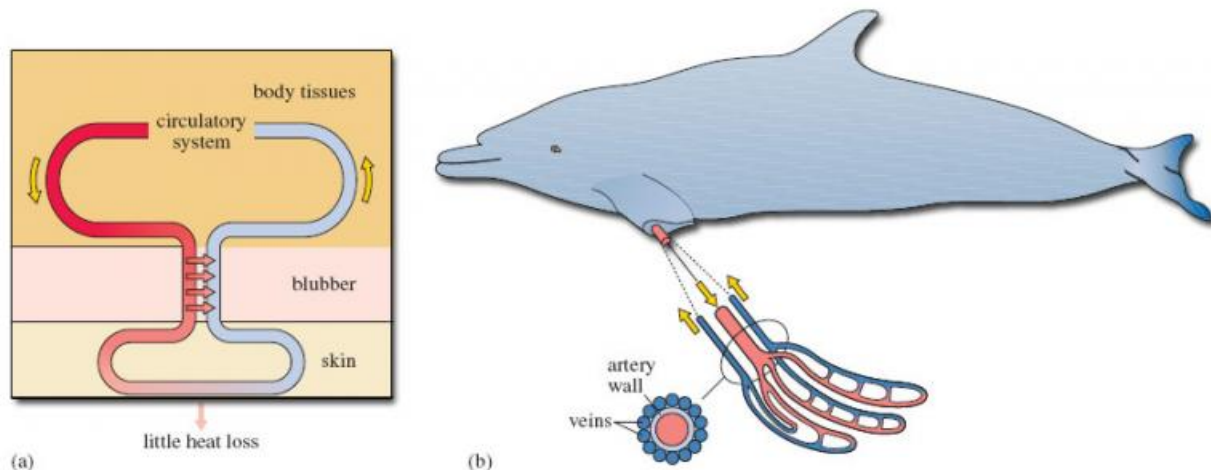 body tissues
circulatory
system
blubber
skin
little heat loss
(a)
artery
wall
veins
(b)